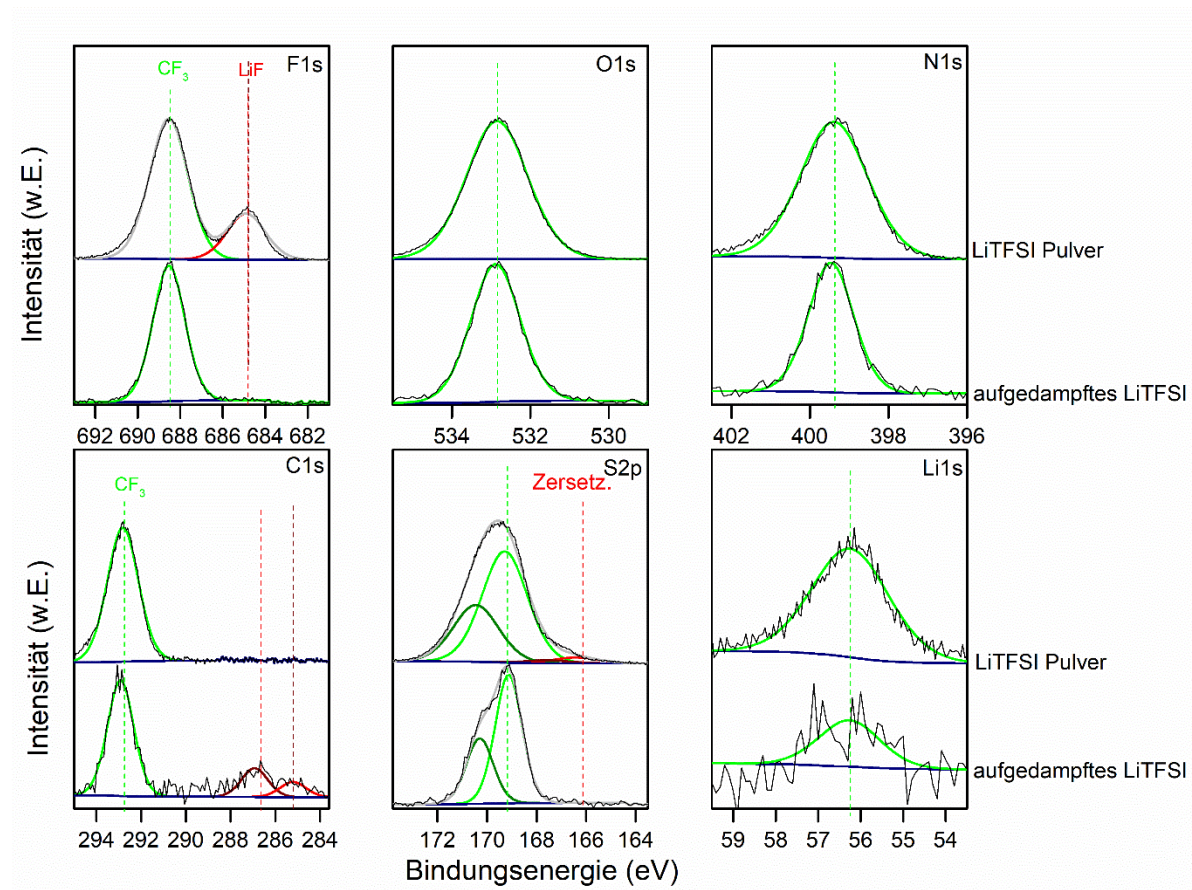 Intensität (w.E.)
CF₃
LiF
F1s
O1s
N1s
LiTFSI Pulver
aufgedampftes LiTFSI
692 690 688 686 684 682
534 532 530
402 400 398 396
Intensität (w.E.)
CF₃
C1s
Zersetz.
S2p
Li1s
LiTFSI Pulver
aufgedampftes LiTFSI
294 292 290 288 286 284
172 170 168 166 164
59 58 57 56 55 54
Bindungsenergie (eV)